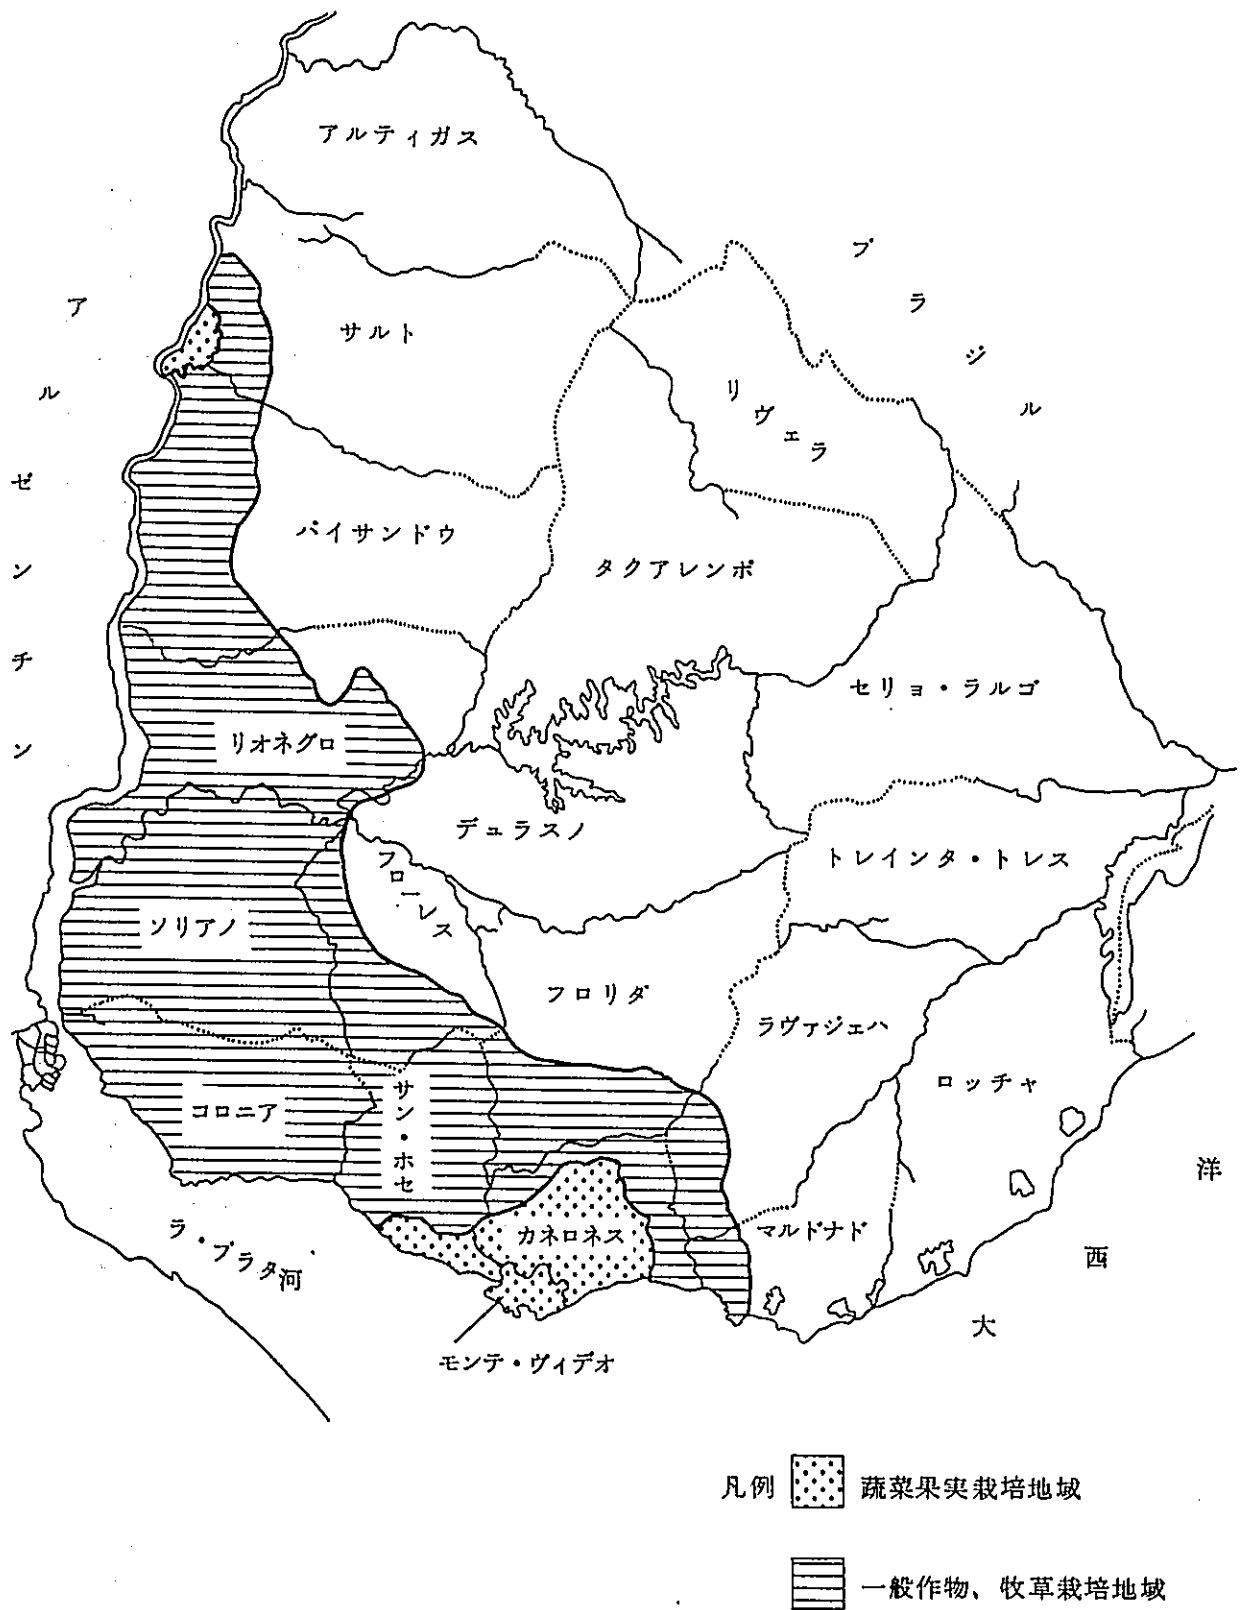 アルティガス
ブラジル
アルゼンチン
サルト
リヴェラ
パイサンドウ
タクアレンボ
セリョ・ラルゴ
リオネグロ
デュラスノ
トレインタ・トレス
フローレス
ソリアノ
フロリダ
ラヴァジェハ
ロッチャ
コロニア
サン・ホセ
カネロネス
マルドナド
ラ・プラタ河
大西洋
モンテ・ヴィデオ
凡例
蔬菜果実栽培地域
一般作物、牧草栽培地域